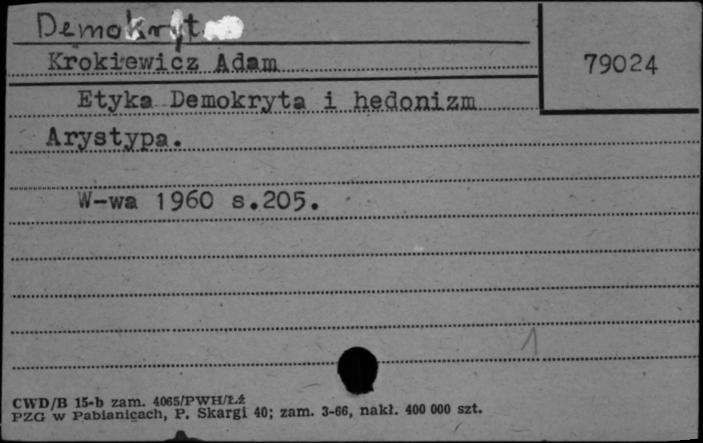 Demokryt
Krokiewicz Adam
79024
Etyka Demokryta i hedonizm
Arystypa.
W-wa 1960 s.205.
1
CWD/B 15-b zam. 4065/PWH/Łź
PZG w Pabianicach, P. Skargi 40; zam. 3-66, nakł. 400 000 szt.